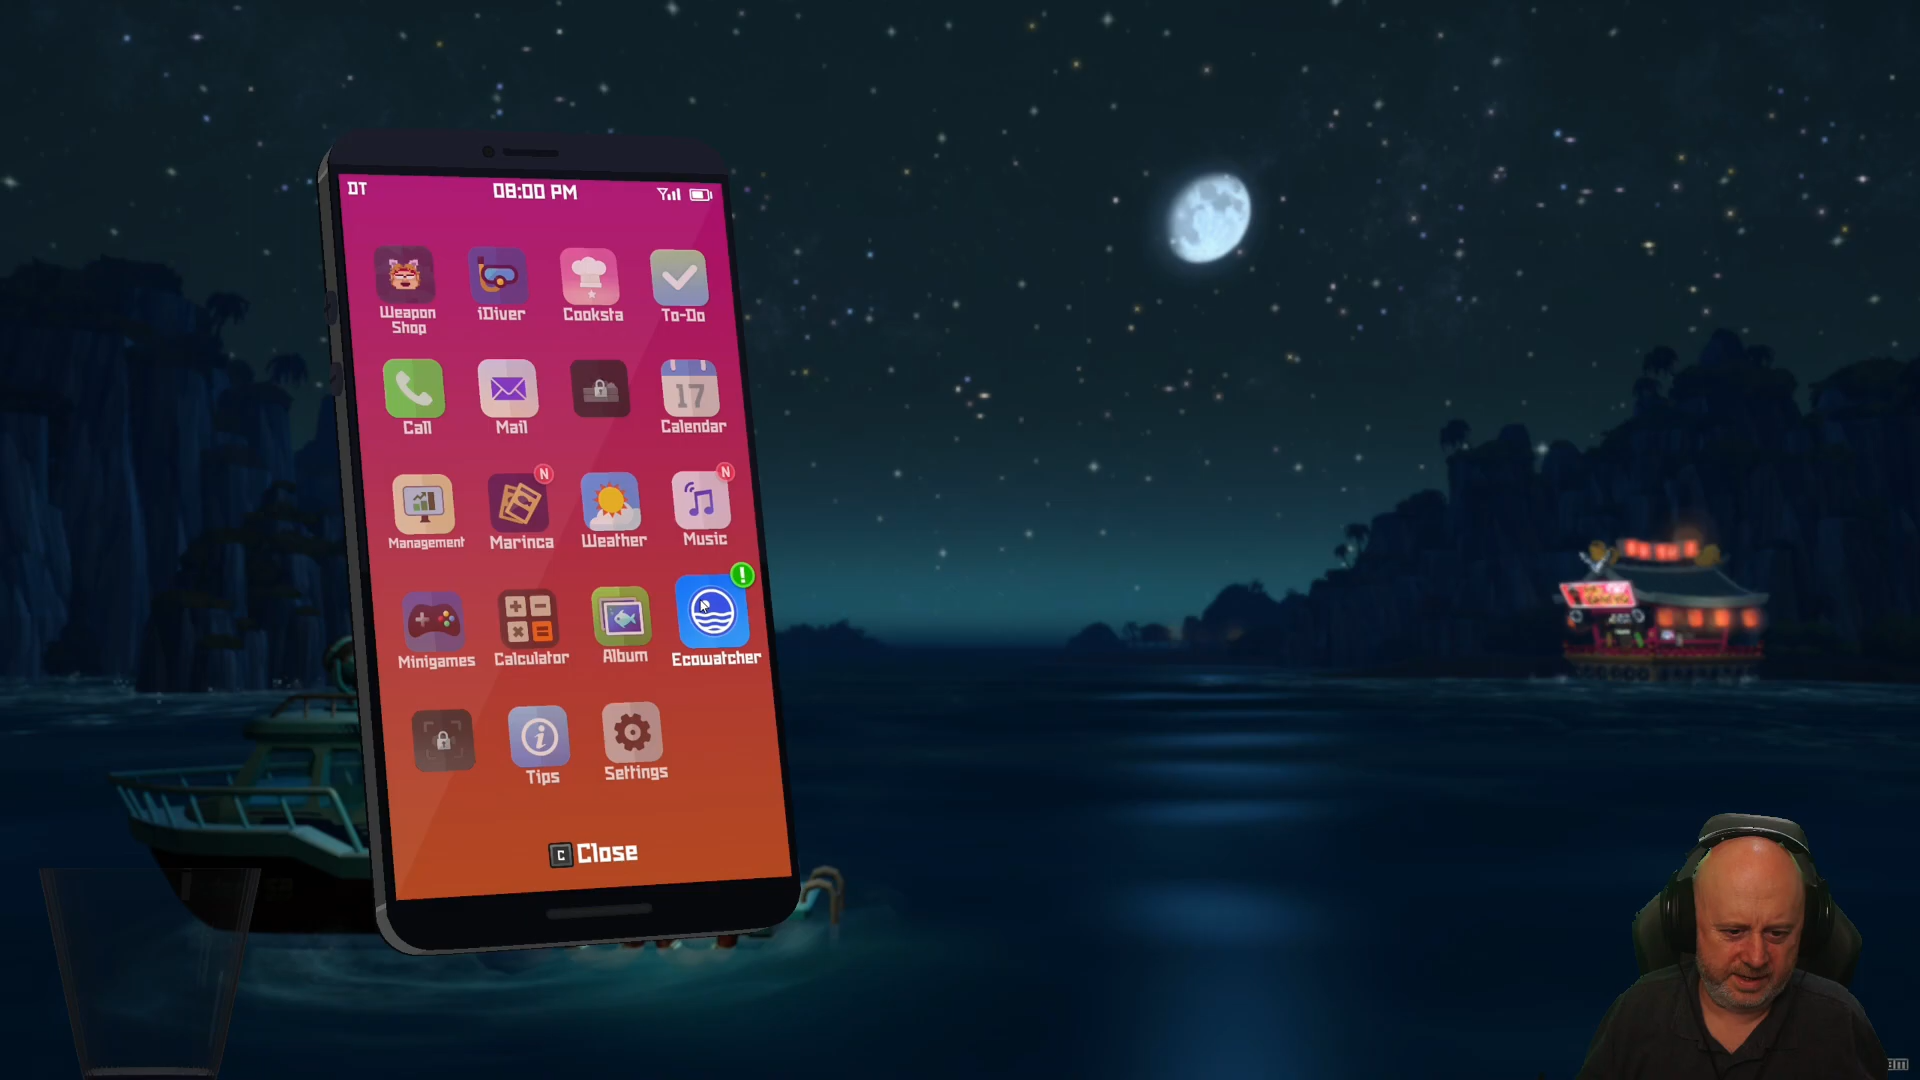 DT
08:00 PM
Weapon
Shop
iDiver
Cooksta
To-Do
Call
Mail
17
Calendar
N
N
Management
Marinca
Weather
Music
!
Minigames
Calculator
Album
Ecowatcher
i
Tips
Settings
C Close